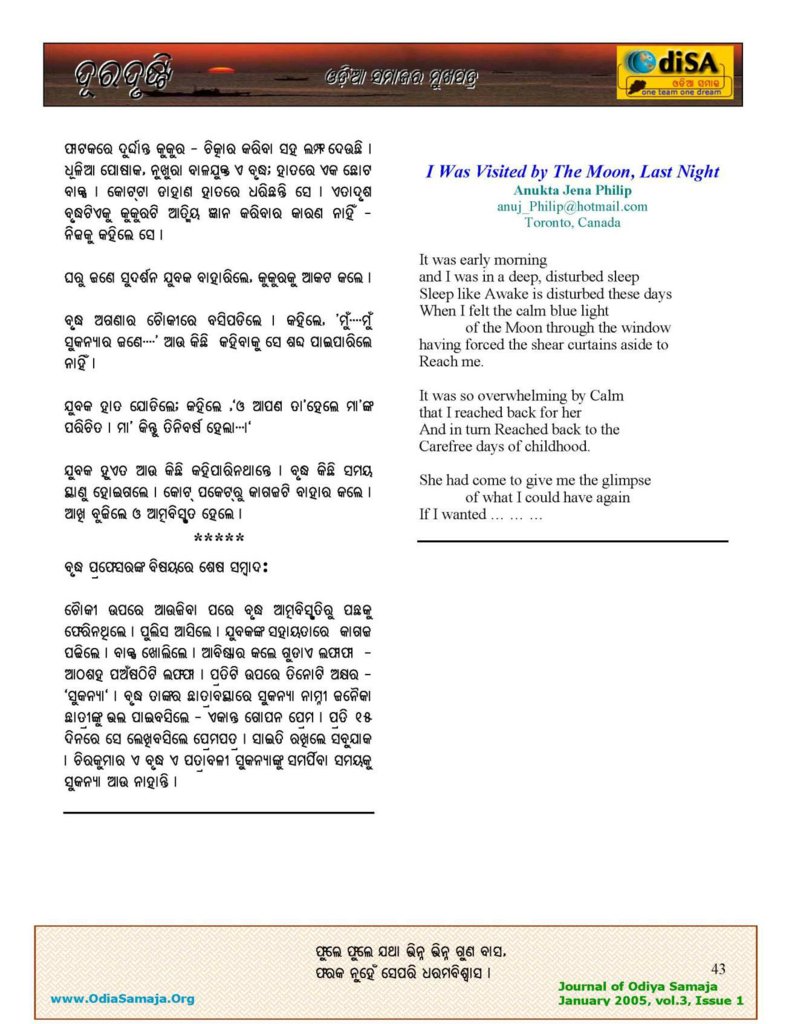 ଦୂରଦୃଷ୍ଟି
ଓଡ଼ିଆ ସମାଜର ମୁଖପତ୍ର
OdiSA
ଓଡିଆ ସମାଜ
one team one dream
ଫାଟକରେ ଦୁର୍ଦ୍ଦାନ୍ତ କୁକୁର – ଚିତ୍କାର କରିବା ସହ ଲମ୍ଫ ଦେଉଛି ।
ଧୂଳିଆ ପୋଷାକ, ନୁଖୁରା ବାଳଯୁକ୍ତ ଏ ବୃଦ୍ଧ; ହାତରେ ଏକ ଛୋଟ
ବାକ୍ସ । କୋଟ୍‌ଟା ଡାହାଣ ହାତରେ ଧରିଛନ୍ତି ସେ । ଏତାଦୃଶ
ବୃଦ୍ଧଟିଏକୁ କୁକୁରଟି ଆତ୍ମିୟ ଜ୍ଞାନ କରିବାର କାରଣ ନାହିଁ –
ନିଜକୁ କହିଲେ ସେ ।
ଘରୁ ଜଣେ ସୁଦର୍ଶନ ଯୁବକ ବାହାରିଲେ, କୁକୁରକୁ ଆକଟ କଲେ ।
ବୃଦ୍ଧ ଅଗଣାର ଚୌକୀରେ ବସିପଡିଲେ । କହିଲେ, 'ମୁଁ....ମୁଁ
ସୁକନ୍ୟାର ଜଣେ....' ଆଉ କିଛି କହିବାକୁ ସେ ଶବ୍ଦ ପାଇପାରିଲେ
ନାହିଁ ।
ଯୁବକ ହାତ ଯୋଡିଲେ; କହିଲେ ,'ଓ ଆପଣ ତା'ହେଲେ ମା'ଙ୍କ
ପରିଚିତ । ମା' କିନ୍ତୁ ତିନିବର୍ଷ ହେଲା...।'
ଯୁବକ ହୁଏତ ଆଉ କିଛି କହିପାରିନଥାନ୍ତେ । ବୃଦ୍ଧ କିଛି ସମୟ
ସ୍ଥାଣୁ ହୋଇଗଲେ । କୋଟ୍ ପକେଟ୍‌ରୁ କାଗଜଟି ବାହାର କଲେ ।
ଆଖି ବୁଜିଲେ ଓ ଆତ୍ମବିସ୍ମୃତ ହେଲେ ।
*****
ବୃଦ୍ଧ ପ୍ରଫେସରଙ୍କ ବିଷୟରେ ଶେଷ ସମ୍ବାଦ:
ଚୌକୀ ଉପରେ ଆଉଜିବା ପରେ ବୃଦ୍ଧ ଆତ୍ମବିସ୍ମୃତିରୁ ପଛକୁ
ଫେରିନଥିଲେ । ପୁଲିସ ଆସିଲେ । ଯୁବକଙ୍କ ସହାୟତାରେ କାଗଜ
ପଢିଲେ । ବାକ୍ସ ଖୋଲିଲେ । ଆବିଷ୍କାର କଲେ ଗୁଡାଏ ଲଫାଫା –
ଆଠଶହ ପଅଁଷଠିଟି ଲଫାଫା । ପ୍ରତିଟି ଉପରେ ତିନୋଟି ଅକ୍ଷର –
'ସୁକନ୍ୟା' । ବୃଦ୍ଧ ତାଙ୍କର ଛାତ୍ରାବସ୍ଥାରେ ସୁକନ୍ୟା ନାମ୍ନୀ ଜନୈକା
ଛାତ୍ରୀଙ୍କୁ ଭଲ ପାଇବସିଲେ – ଏକାନ୍ତ ଗୋପନ ପ୍ରେମ । ପ୍ରତି ୧୫
ଦିନରେ ସେ ଲେଖିବସିଲେ ପ୍ରେମପତ୍ର । ସାଇତି ରଖିଲେ ସବୁଯାକ
। ଚିରକୁମାର ଏ ବୃଦ୍ଧ ଏ ପତ୍ରାବଳୀ ସୁକନ୍ୟାଙ୍କୁ ସମର୍ପିବା ସମୟକୁ
ସୁକନ୍ୟା ଆଉ ନାହାନ୍ତି ।
I Was Visited by The Moon, Last Night
Anukta Jena Philip
anuj_Philip@hotmail.com
Toronto, Canada
It was early morning
and I was in a deep, disturbed sleep
Sleep like Awake is disturbed these days
When I felt the calm blue light
of the Moon through the window
having forced the shear curtains aside to
Reach me.
It was so overwhelming by Calm
that I reached back for her
And in turn Reached back to the
Carefree days of childhood.
She had come to give me the glimpse
of what I could have again
If I wanted … … …
ଫୁଲେ ଫୁଲେ ଯଥା ଭିନ୍ନ ଭିନ୍ନ ଗୁଣ ବାସ,
ଫରକ ନୁହେଁ ସେପରି ଧରମବିଶ୍ୱାସ ।
43
www.OdiaSamaja.Org
Journal of Odiya Samaja
January 2005, vol.3, Issue 1